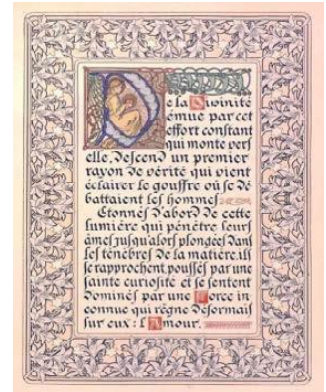 De la Divinité
émue par cet
effort constant
qui monte vers
elle, Descend un premier
rayon de vérité qui vient
éclairer le gouffre où se dé
battaient les hommes
Etonnés D'abord De cette
lumière qui pénètre leurs
âmes jusqu'alors plongées Dans
les ténèbres de la matière, ils
se rapprochent, poussés par une
sainte curiosité et se sentent
Dominés par une Force in
connue qui règne Désormais
sur eux : l'Amour.